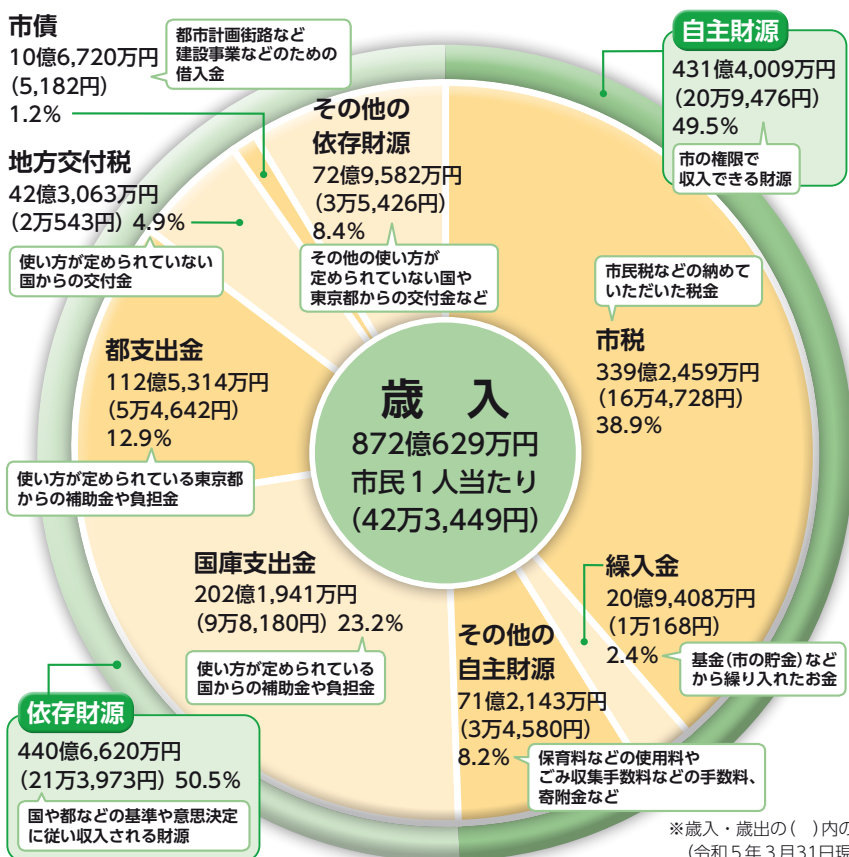 市債
10億6,720万円
(5,182円)
1.2%
都市計画街路など
建設事業などのための
借入金
地方交付税
42億3,063万円
(2万543円) 4.9%
使い方が定められていない
国からの交付金
その他の
依存財源
72億9,582万円
(3万5,426円)
8.4%
その他の使い方が
定められていない国や
東京都からの交付金など
自主財源
431億4,009万円
(20万9,476円)
49.5%
市の権限で
収入できる財源
市民税などの納めて
いただいた税金
市税
339億2,459万円
(16万4,728円)
38.9%
都支出金
112億5,314万円
(5万4,642円)
12.9%
使い方が定められている東京都
からの補助金や負担金
歳 入
872億629万円
市民1人当たり
(42万3,449円)
国庫支出金
202億1,941万円
(9万8,180円) 23.2%
使い方が定められている
国からの補助金や負担金
その他の
自主財源
71億2,143万円
(3万4,580円)
8.2%
保育料などの使用料や
ごみ収集手数料などの手数料、
寄附金など
繰入金
20億9,408万円
(1万168円)
2.4%
基金(市の貯金)など
から繰り入れたお金
依存財源
440億6,620万円
(21万3,973円) 50.5%
国や都などの基準や意思決定
に従い収入される財源
※歳入・歳出の( )内の
(令和5年3月31日現